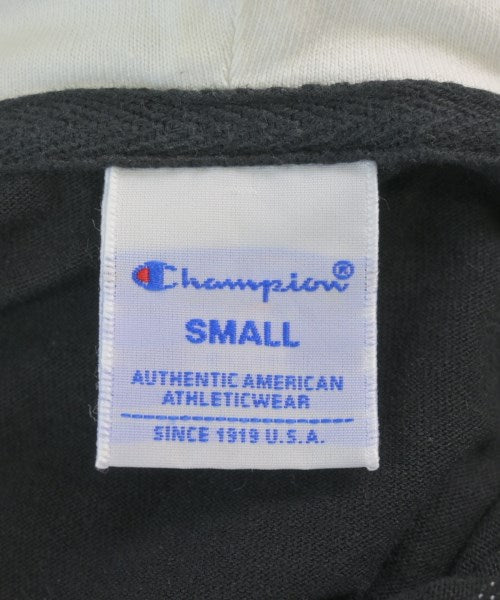 Champion®
SMALL
AUTHENTIC AMERICAN
ATHLETICWEAR
SINCE 1919 U.S.A.